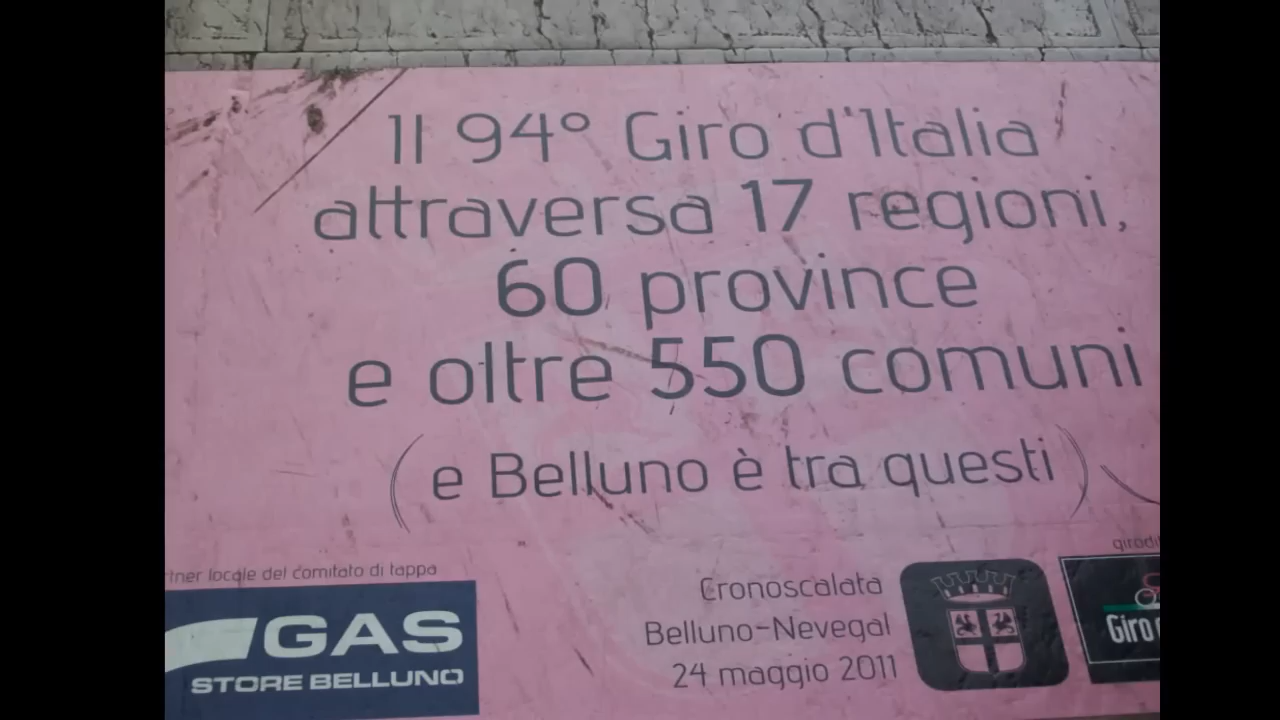 Il 94° Giro d'Italia
attraversa 17 regioni,
60 province
e oltre 550 comuni
(e Belluno è tra questi)
locale del comitato di tappa
GAS
STORE BELLUNO
Cronoscalata
Belluno-Nevegal
24 maggio 2011
Giro